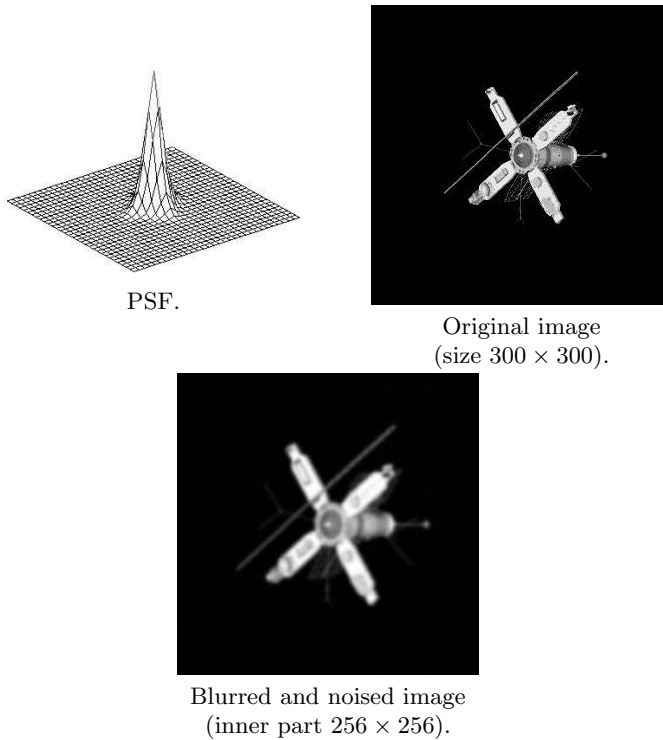 PSF.
Original image
(size 300 × 300).
Blurred and noised image
(inner part 256 × 256).